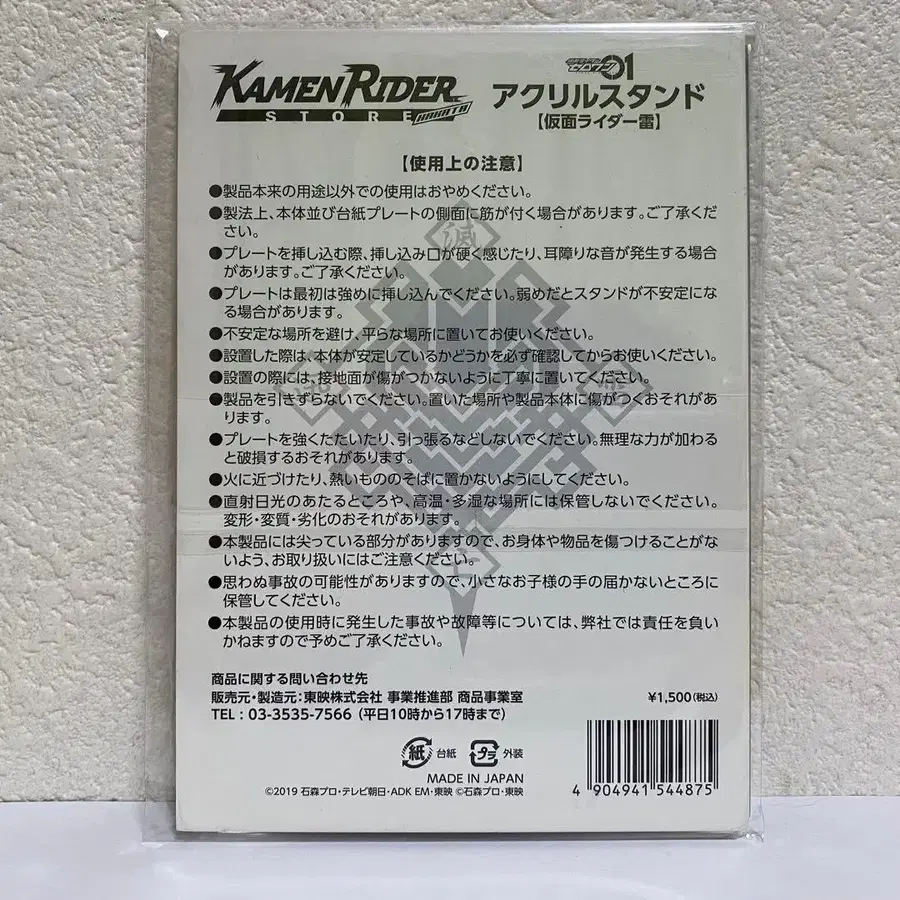 KAMEN RIDER
STORE HAKATA
01
アクリルスタンド
【仮面ライダー雷】
【使用上の注意】
●製品本来の用途以外での使用はおやめください。
●製法上、本体並び台紙プレートの側面に筋が付く場合があります。ご了承くだ
さい。
●プレートを挿し込む際、挿し込み口が硬く感じたり、耳障りな音が発生する場合
があります。ご了承ください。
●プレートは最初は強めに挿し込んでください。弱めだとスタンドが不安定にな
る場合があります。
●不安定な場所を避け、平らな場所に置いてお使いください。
●設置した際は、本体が安定しているかどうかを必ず確認してからお使いください。
●設置の際には、接地面が傷がつかないように丁寧に置いてください。
●製品を引きずらないでください。置いた場所や製品本体に傷がつくおそれがあ
ります。
●プレートを強くたたいたり、引っ張るなどしないでください。無理な力が加わる
と破損するおそれがあります。
●火に近づけたり、熱いもののそばに置かないようにしてください。
●直射日光のあたるところや、高温・多湿な場所には保管しないでください。
変形・変質・劣化のおそれがあります。
●本製品には尖っている部分がありますので、お身体や物品を傷つけることがな
いよう、お取り扱いにはご注意ください。
●思わぬ事故の可能性がありますので、小さなお子様の手の届かないところに
保管してください。
●本製品の使用時に発生した事故や故障等については、弊社では責任を負い
かねますので予めご了承ください。
商品に関する問い合わせ先
販売元・製造元:東映株式会社 事業推進部 商品事業室
TEL : 03-3535-7566 (平日10時から17時まで)
¥1,500(税込)
紙 台紙 プラ 外装
MADE IN JAPAN
©2019 石森プロ・テレビ朝日・ADK EM・東映 ©石森プロ・東映
4 904941 544875